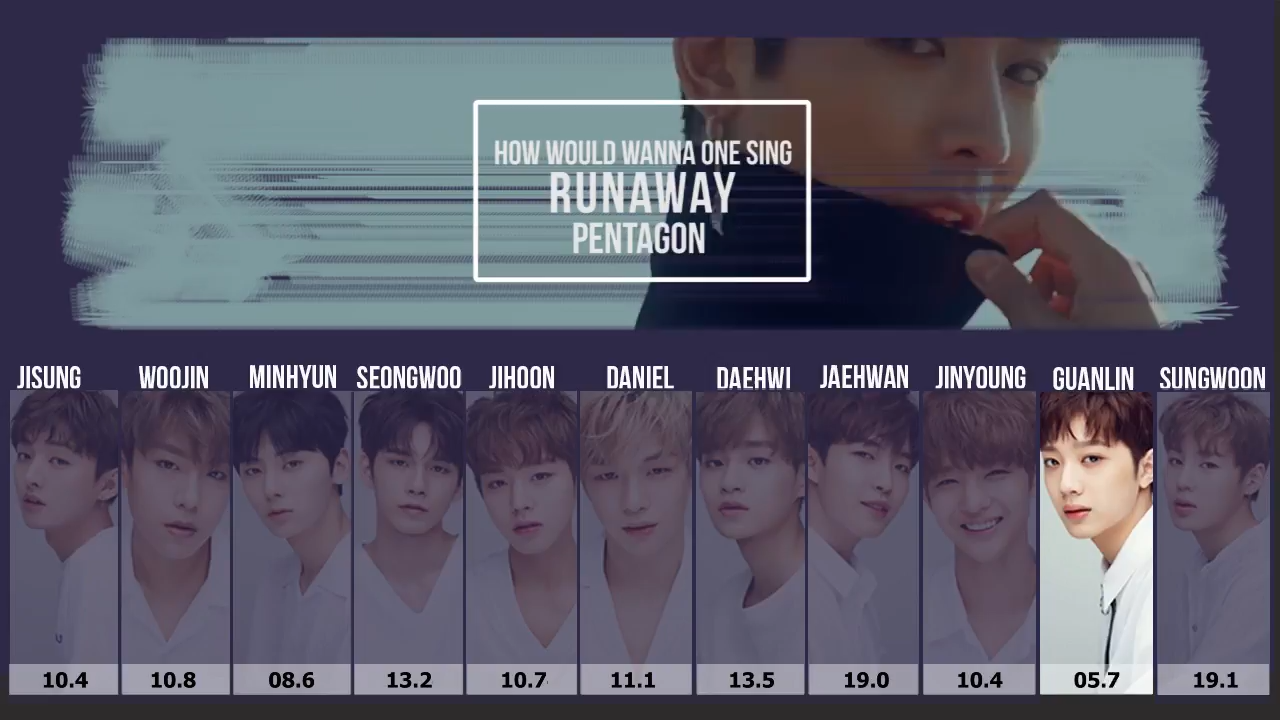 HOW WOULD WANNA ONE SING
RUNAWAY
PENTAGON
JISUNG WOOJIN MINHYUN SEONGWOO JIHOON DANIEL DAEHWI JAEHWAN JINYOUNG GUANLIN SUNGWOON
10.4 10.8 08.6 13.2 10.7 11.1 13.5 19.0 10.4 05.7 19.1